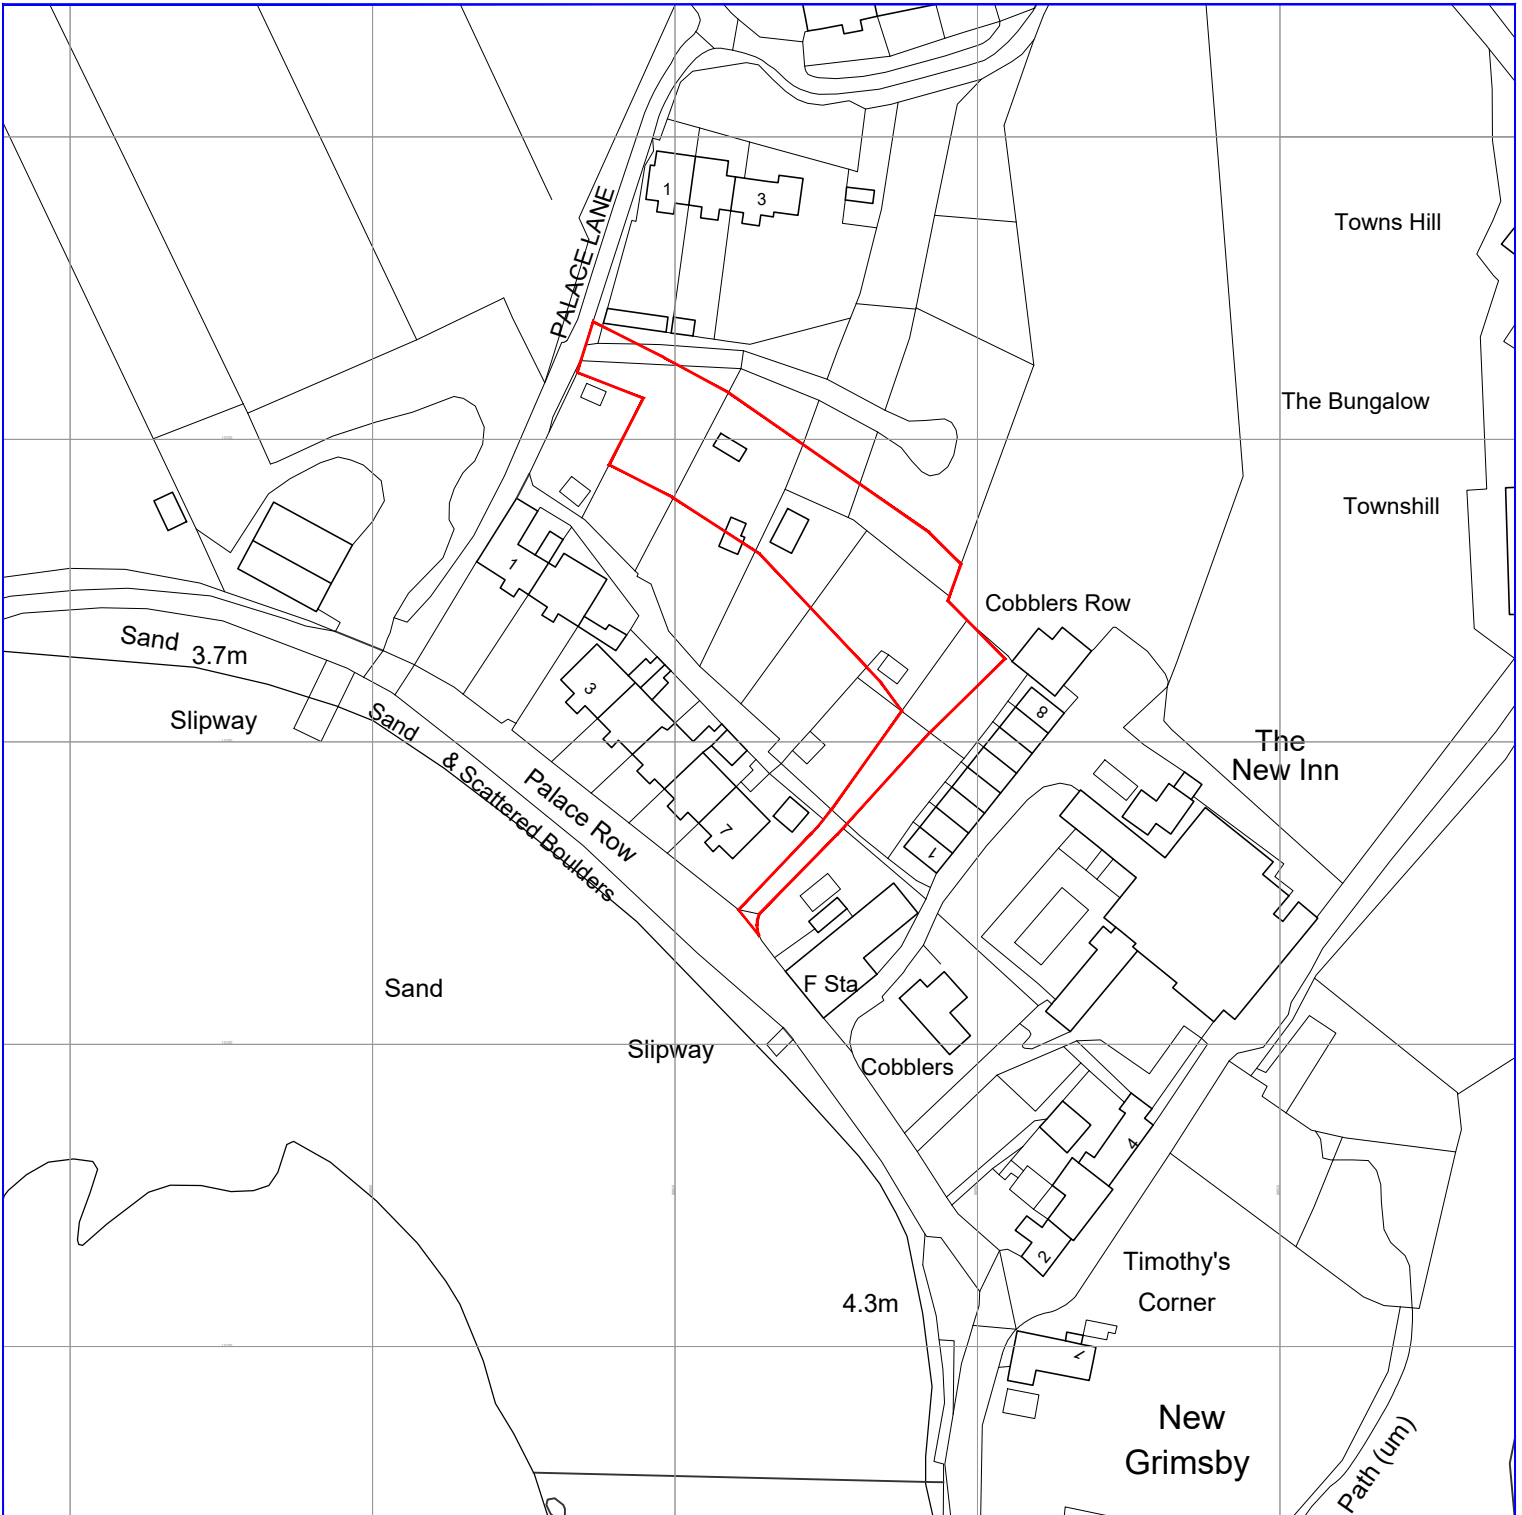 1
3
Towns Hill
PALACE LANE
The Bungalow
Townshill
1
Cobblers Row
Sand
3.7m
3
8
Slipway
Sand
& Scattered Boulders
The
New Inn
Palace Row
7
1
F Sta
Sand
Slipway
Cobblers
4
2
Timothy's
Corner
4.3m
1
New
Grimsby
Path (um)